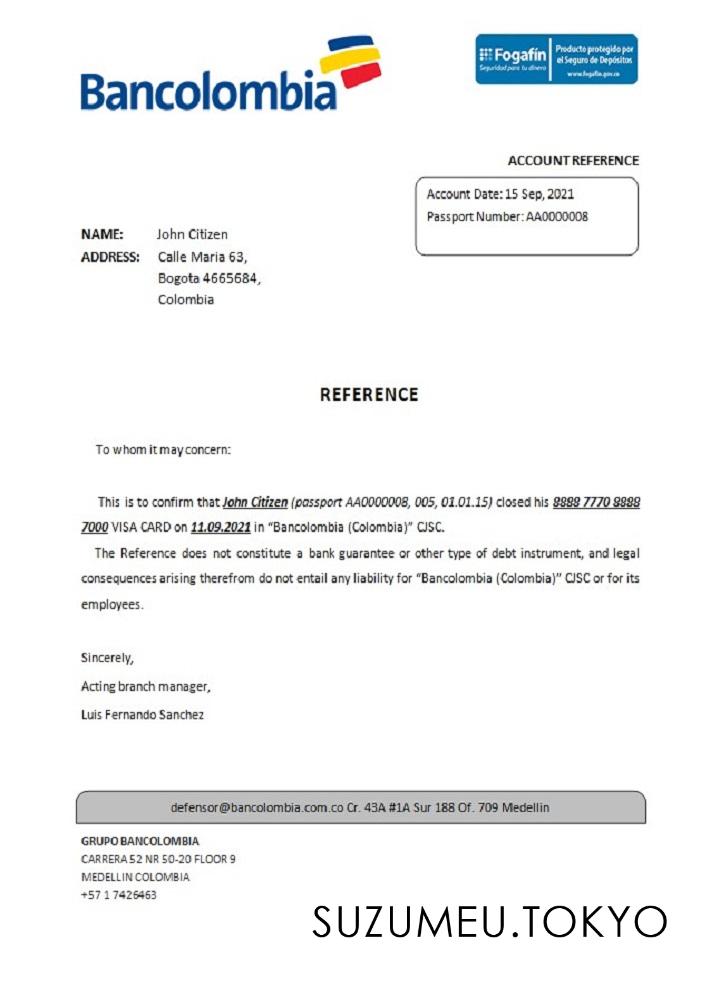 Bancolombia
Fogafín
Seguridad para tu dinero
Producto protegido por
el Seguro de Depósitos
www.fogafin.gov.co
ACCOUNT REFERENCE
Account Date: 15 Sep, 2021
Passport Number: AA0000008
NAME: John Citizen
ADDRESS: Calle Maria 63,
Bogota 4665684,
Colombia
REFERENCE
To whom it may concern:
This is to confirm that John Citizen (passport AA0000008, 005, 01.01.15) closed his 8888 7770 8888
7000 VISA CARD on 11.09.2021 in “Bancolombia (Colombia)” CJSC.
The Reference does not constitute a bank guarantee or other type of debt instrument, and legal
consequences arising therefrom do not entail any liability for “Bancolombia (Colombia)” CJSC or for its
employees.
Sincerely,
Acting branch manager,
Luis Fernando Sanchez
defensor@bancolombia.com.co Cr. 43A #1A Sur 188 Of. 709 Medellin
GRUPO BANCOLOMBIA
CARRERA 52 NR 50-20 FLOOR 9
MEDELLIN COLOMBIA
+57 1 7426463
SUZUMEU.TOKYO